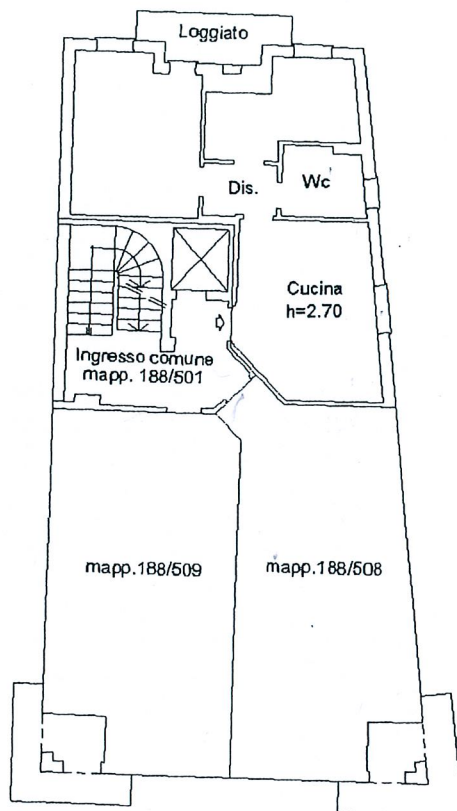 Loggiato
Dis.
Wc
Cucina
h=2.70
Ingresso comune
mapp. 188/501
mapp.188/509
mapp.188/508